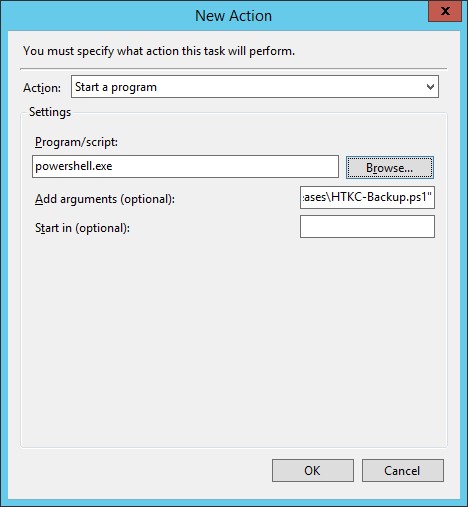 New Action
x
You must specify what action this task will perform.
Action: Start a program
Settings
Program/script:
powershell.exe Browse...
Add arguments (optional): ases\HTKC-Backup.ps1"
Start in (optional):
OK Cancel